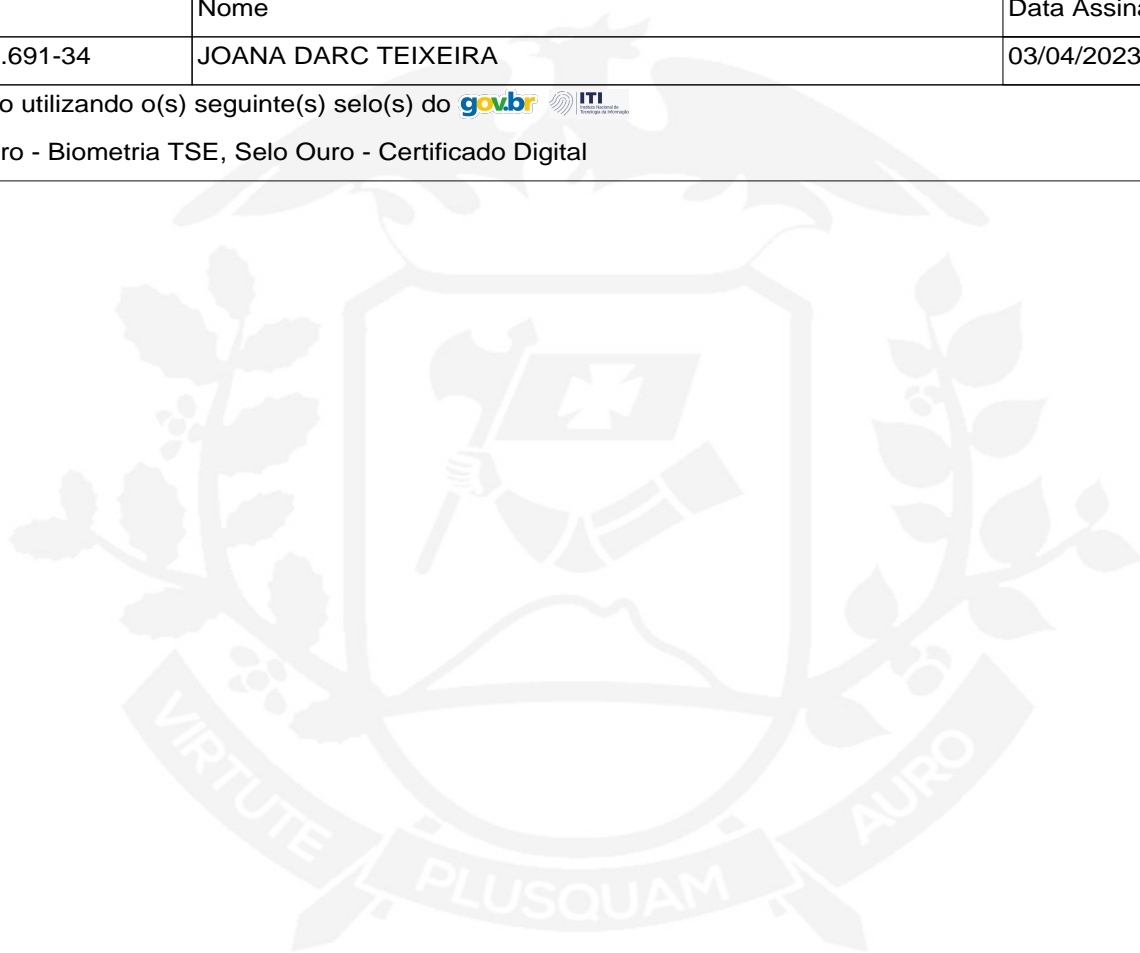 Nome Data Assina
.691-34 JOANA DARC TEIXEIRA 03/04/2023
o utilizando o(s) seguinte(s) selo(s) do gov.br ITI
ro - Biometria TSE, Selo Ouro - Certificado Digital
VIRTUTE PLUSQUAM AURO